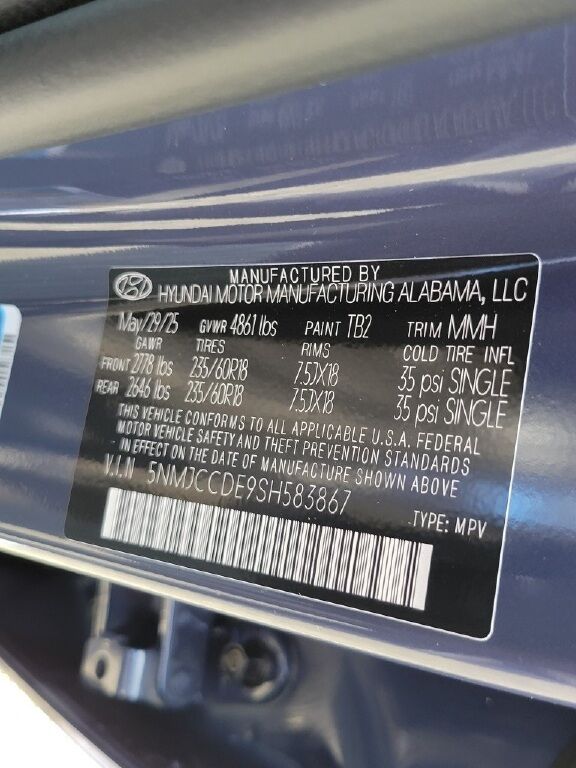 MANUFACTURED BY
HYUNDAI MOTOR MANUFACTURING ALABAMA, LLC
May/29/25 GVWR 4861 lbs PAINT TB2 TRIM MMH
GAWR TIRES RIMS COLD TIRE INFL
FRONT 2778 lbs 235/60R18 7.5JX18 35 psi SINGLE
REAR 2646 lbs 235/60R18 7.5JX18 35 psi SINGLE
THIS VEHICLE CONFORMS TO ALL APPLICABLE U.S.A. FEDERAL
MOTOR VEHICLE SAFETY AND THEFT PREVENTION STANDARDS
IN EFFECT ON THE DATE OF MANUFACTURE SHOWN ABOVE
V.I.N 5NMJCCDE9SH583867
TYPE: MPV